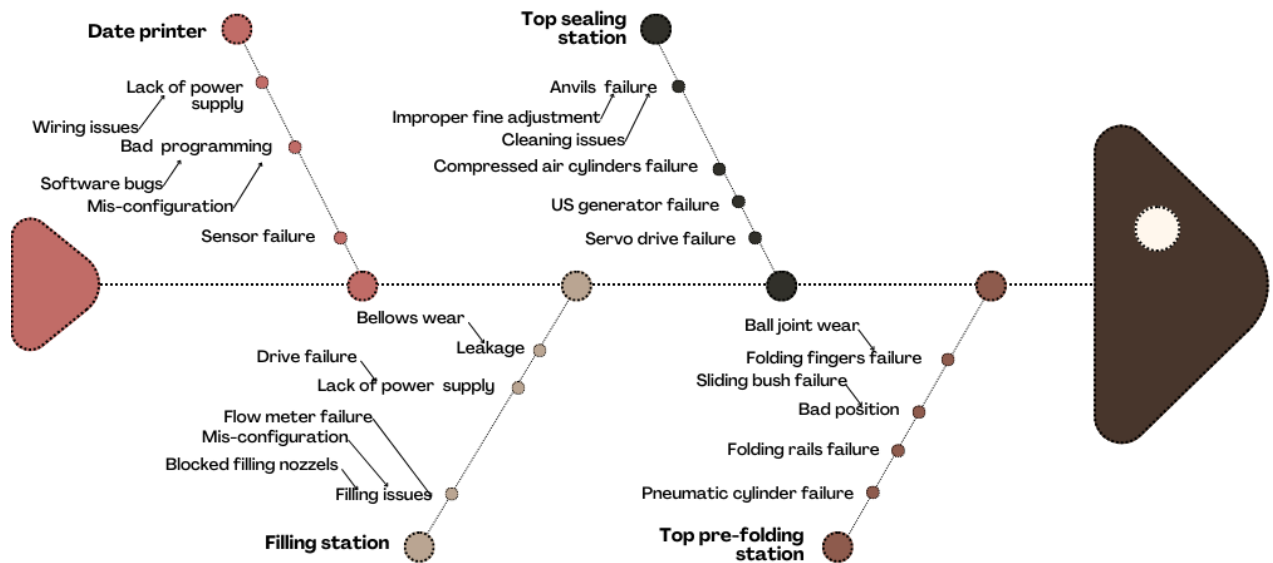 Date printer
Lack of power
supply
Wiring issues
Bad programming
Software bugs
Mis-configuration
Sensor failure
Top sealing
station
Anvils failure
Improper fine adjustment
Cleaning issues
Compressed air cylinders failure
US generator failure
Servo drive failure
Bellows wear
Leakage
Drive failure
Lack of power supply
Flow meter failure
Mis-configuration
Blocked filling nozzels
Filling issues
Filling station
Ball joint wear
Folding fingers failure
Sliding bush failure
Bad position
Folding rails failure
Pneumatic cylinder failure
Top pre-folding
station